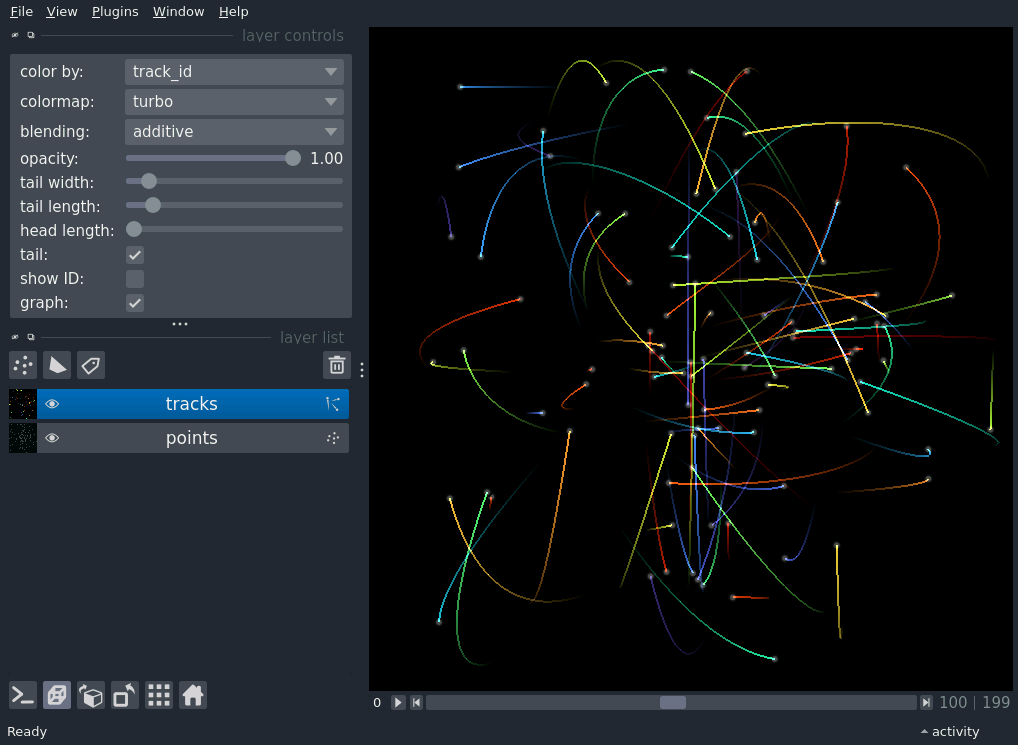 File View Plugins Window Help
layer controls
color by: track_id
colormap: turbo
blending: additive
opacity: 1.00
tail width:
tail length:
head length:
tail:
show ID:
graph:
layer list
tracks
points
0 100 | 199
Ready activity